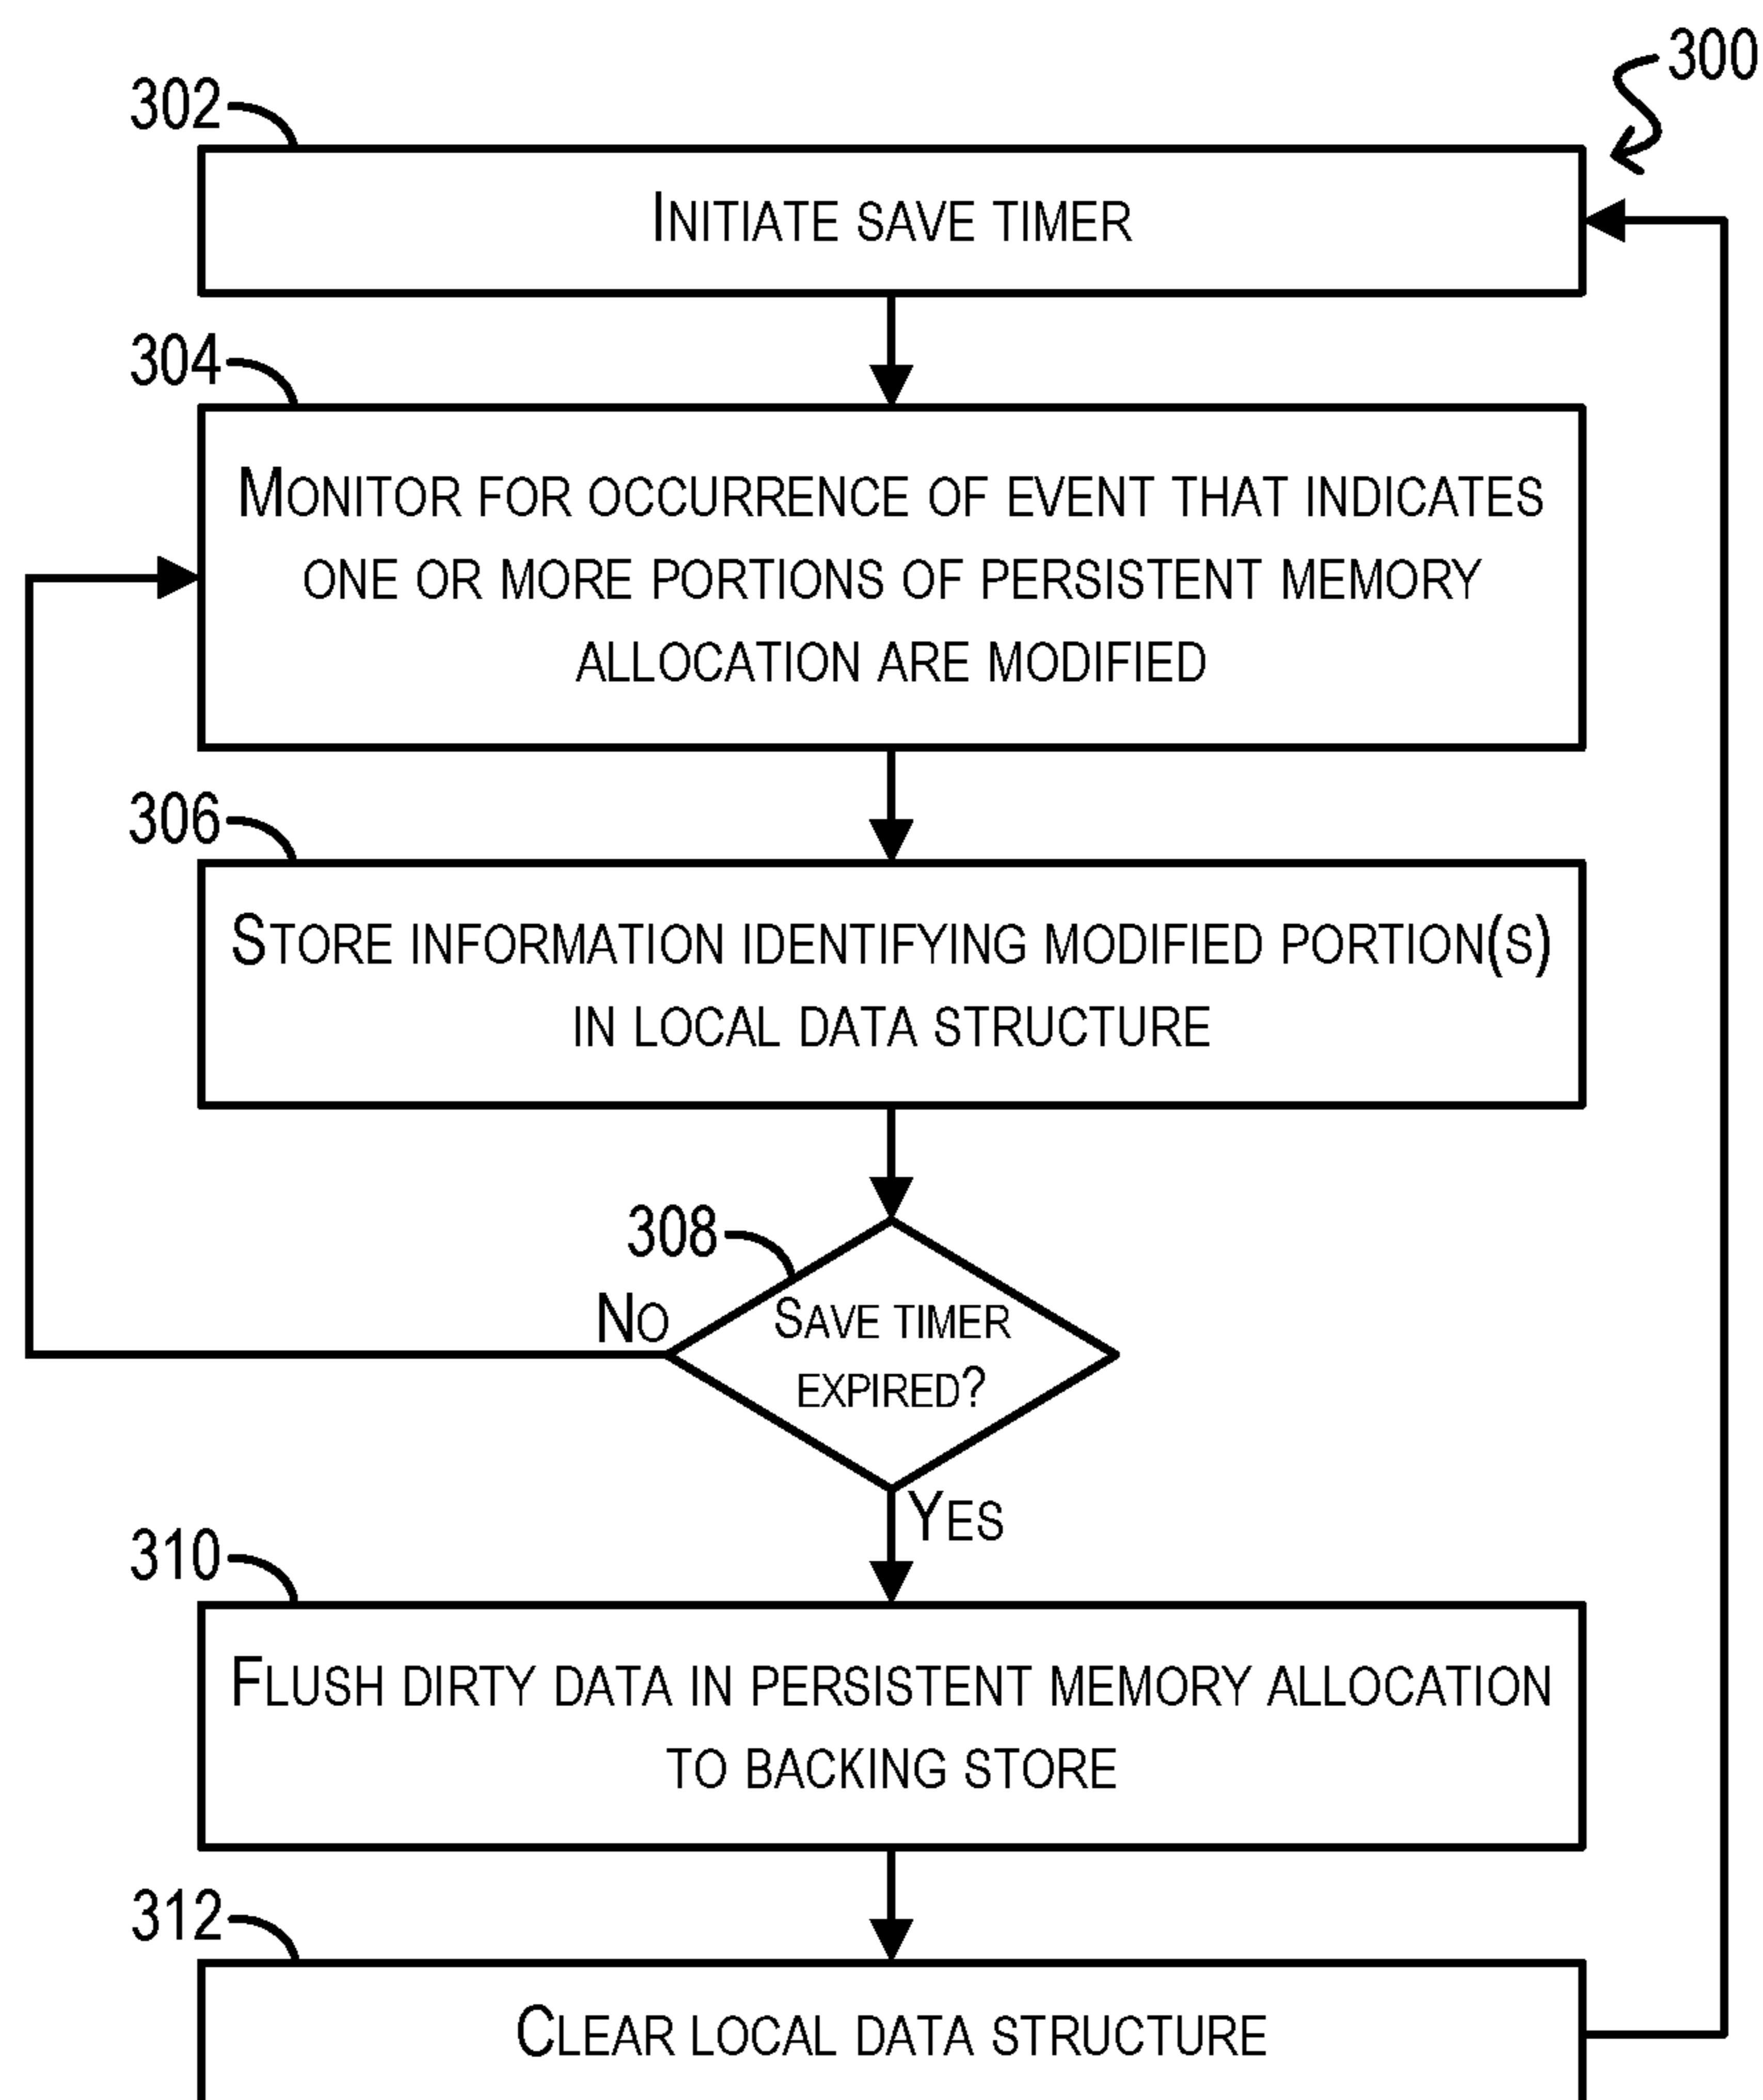 300
302
INITIATE SAVE TIMER
304
MONITOR FOR OCCURRENCE OF EVENT THAT INDICATES
ONE OR MORE PORTIONS OF PERSISTENT MEMORY
ALLOCATION ARE MODIFIED
306
STORE INFORMATION IDENTIFYING MODIFIED PORTION(S)
IN LOCAL DATA STRUCTURE
308
NO
SAVE TIMER
EXPIRED?
YES
310
FLUSH DIRTY DATA IN PERSISTENT MEMORY ALLOCATION
TO BACKING STORE
312
CLEAR LOCAL DATA STRUCTURE